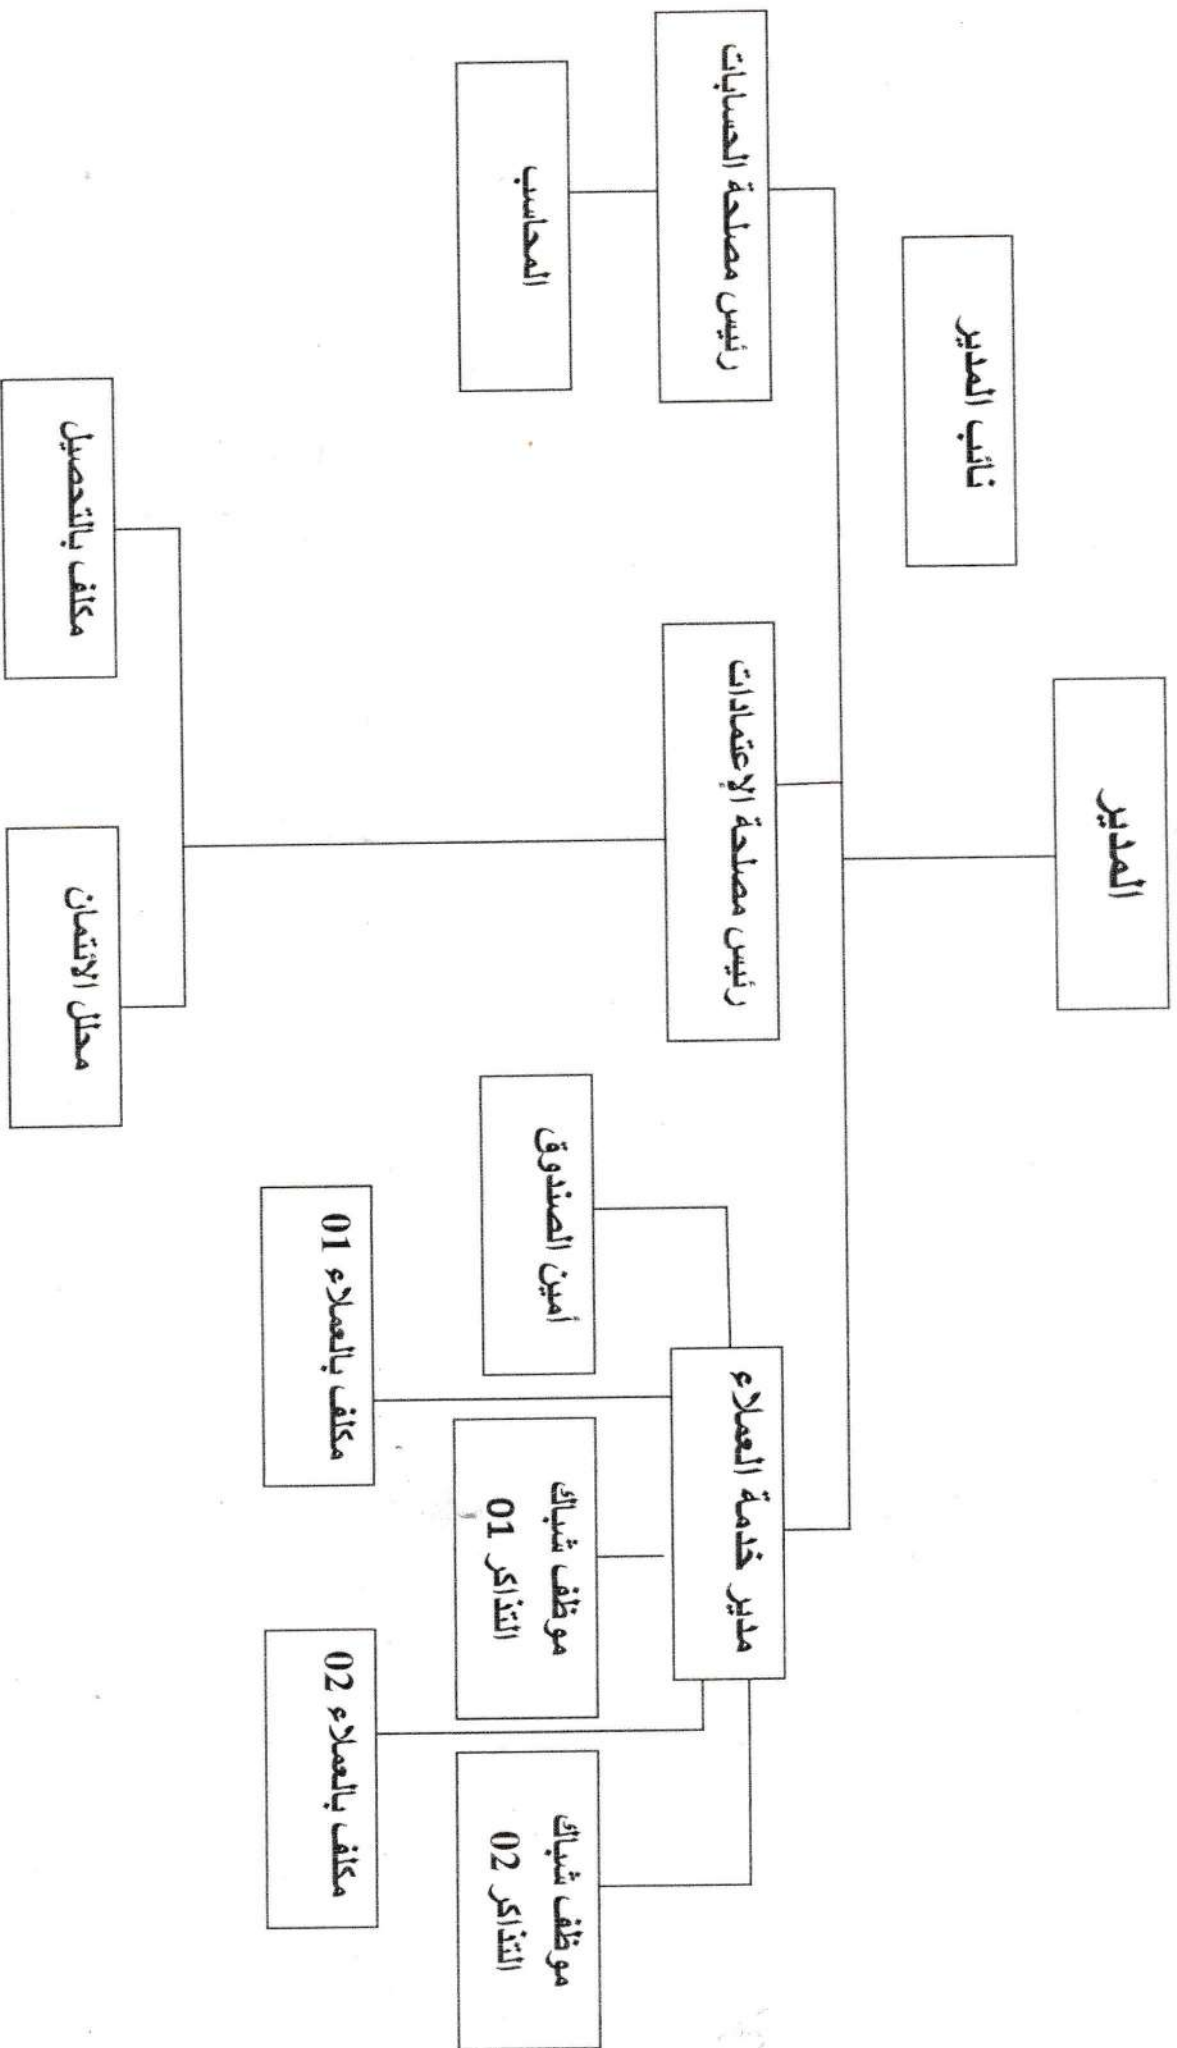 المدير
نائب المدير
مدير خدمة العملاء
رئيس مصلحة الإعتمادات
رئيس مصلحة الحسابات
موظف شباك
التذاكر 02
موظف شباك
التذاكر 01
أمين الصندوق
المحاسب
مكلف بالعملاء 02
مكلف بالعملاء 01
محلل الائتمان
مكلف بالتحصيل